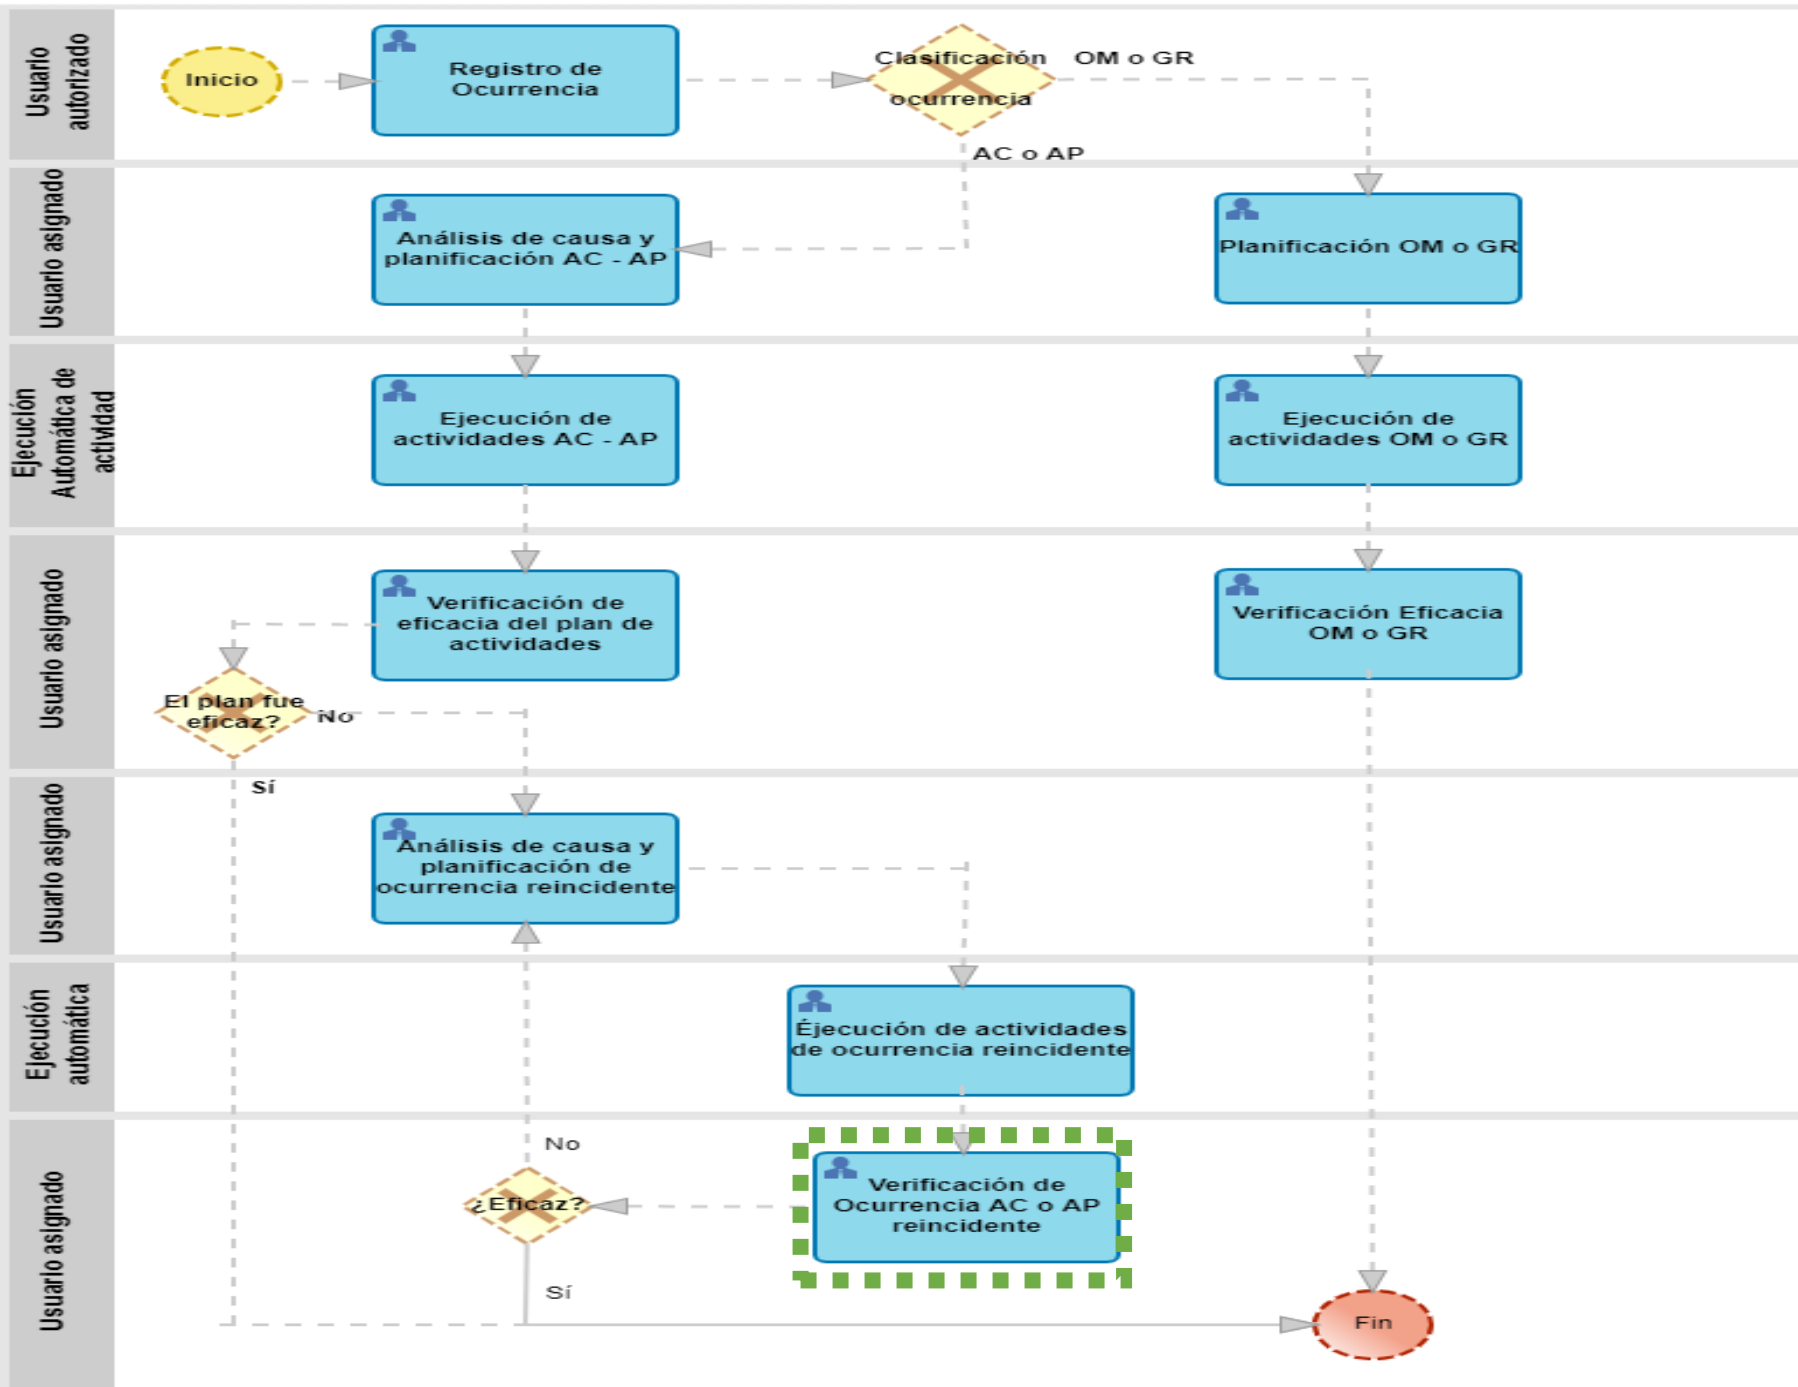 Usuario
autorizado
Inicio
Registro de
Ocurrencia
Clasificación
ocurrencia
OM o GR
AC o AP
Usuario asignado
Análisis de causa y
planificación AC - AP
Planificación OM o GR
Ejecución
Automática de
actividad
Ejecución de
actividades AC - AP
Ejecución de
actividades OM o GR
Usuario asignado
Verificación de
eficacia del plan de
actividades
Verificación Eficacia
OM o GR
El plan fue
eficaz?
No
Sí
Usuario asignado
Análisis de causa y
planificación de
ocurrencia reincidente
Ejecución
automática
Éjecución de actividades
de ocurrencia reincidente
Usuario asignado
No
¿Eficaz?
Verificación de
Ocurrencia AC o AP
reincidente
Sí
Fin